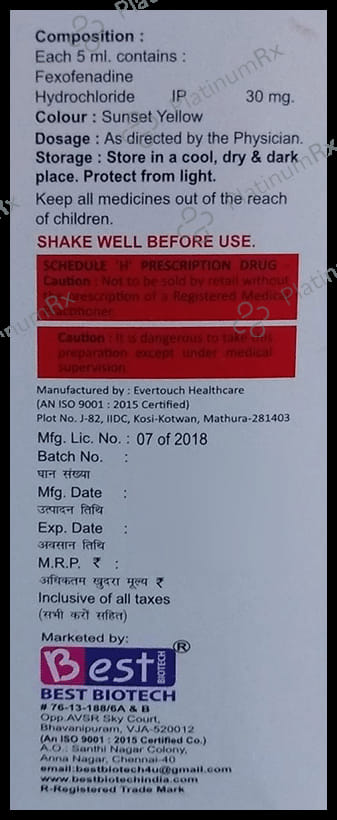 Composition :
Each 5 ml. contains :
Fexofenadine
Hydrochloride IP 30 mg.
Colour : Sunset Yellow
Dosage : As directed by the Physician.
Storage : Store in a cool, dry & dark
place. Protect from light.
Keep all medicines out of the reach
of children.
SHAKE WELL BEFORE USE.
SCHEDULE 'H' PRESCRIPTION DRUG -
Caution : Not to be sold by retail without
prescription of a Registered Medical
Practitioner
Caution : It is dangerous to take this
preparation except under medical
supervision
Manufactured by : Evertouch Healthcare
(AN ISO 9001 : 2015 Certified)
Plot No. J-82, IIDC, Kosi-Kotwan, Mathura-281403
Mfg. Lic. No. : 07 of 2018
Batch No. :
घान संख्या
Mfg. Date :
उत्पादन तिथि
Exp. Date :
अवसान तिथि
M.R.P. ₹ :
अधिकतम खुदरा मूल्य ₹
Inclusive of all taxes
(सभी करों सहित)
Marketed by:
Best BIOTECH ®
BEST BIOTECH
# 76-13-188/6A & B
Opp.AVSR Sky Court,
Bhavanipuram, VJA-520012
(An ISO 9001 : 2015 Certified Co.)
A.O.: Santhi Nagar Colony,
Anna Nagar, Chennai-40
email:bestbiotech4u@gmail.com
www.bestbiotechindia.com
R-Registered Trade Mark
PlatinumRx